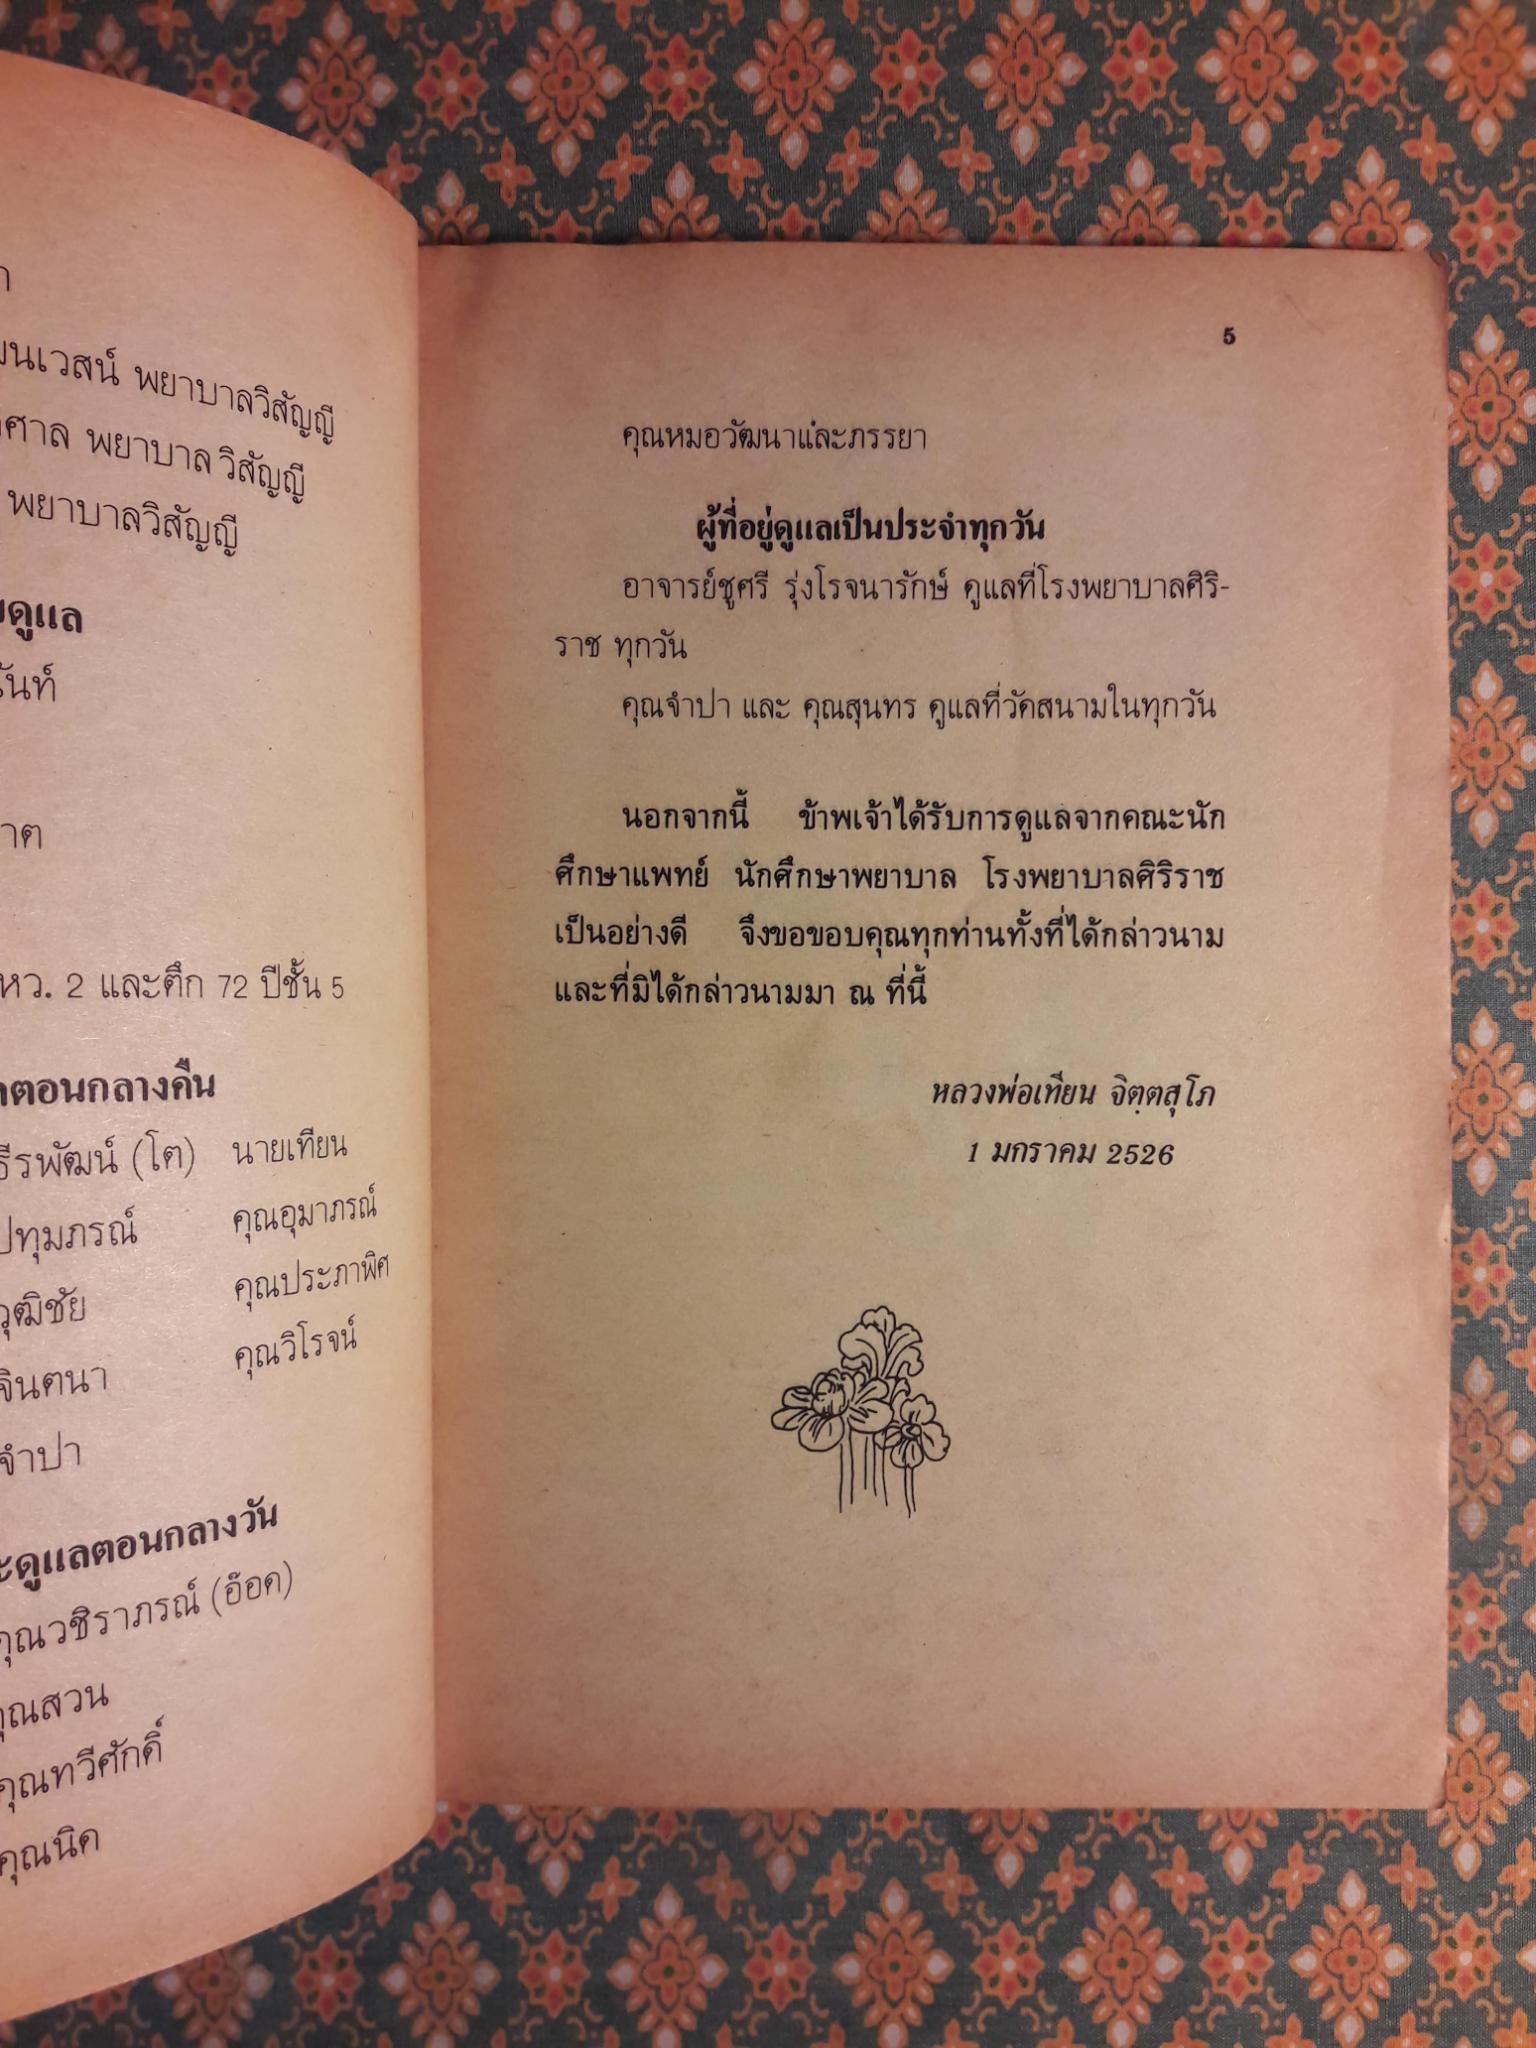 พยาบาลวิสัญญี
พยาบาลวิสัญญี
พยาบาลวิสัญญี
ดูแล
หว. 2 และตึก 72 ปีชั้น 5
ตอนกลางคืน
ธีรพัฒน์ (โต) นายเทียน
ปทุมภรณ์ คุณอุมาภรณ์
วุฒิชัย คุณประภาพิศ
จินตนา คุณวิโรจน์
จำปา
ดูแลตอนกลางวัน
คุณวชิราภรณ์ (อ๊อด)
คุณสวน
คุณทวีศักดิ์
คุณนิด
5
คุณหมอวัฒนาและภรรยา
ผู้ที่อยู่ดูแลเป็นประจำทุกวัน
อาจารย์ชูศรี รุ่งโรจนารักษ์ ดูแลที่โรงพยาบาลศิริ-
ราช ทุกวัน
คุณจำปา และ คุณสุนทร ดูแลที่วัดสนามในทุกวัน
นอกจากนี้ ข้าพเจ้าได้รับการดูแลจากคณะนัก
ศึกษาแพทย์ นักศึกษาพยาบาล โรงพยาบาลศิริราช
เป็นอย่างดี จึงขอขอบคุณทุกท่านทั้งที่ได้กล่าวนาม
และที่มิได้กล่าวนามมา ณ ที่นี้
หลวงพ่อเทียน จิตฺตสุโภ
1 มกราคม 2526